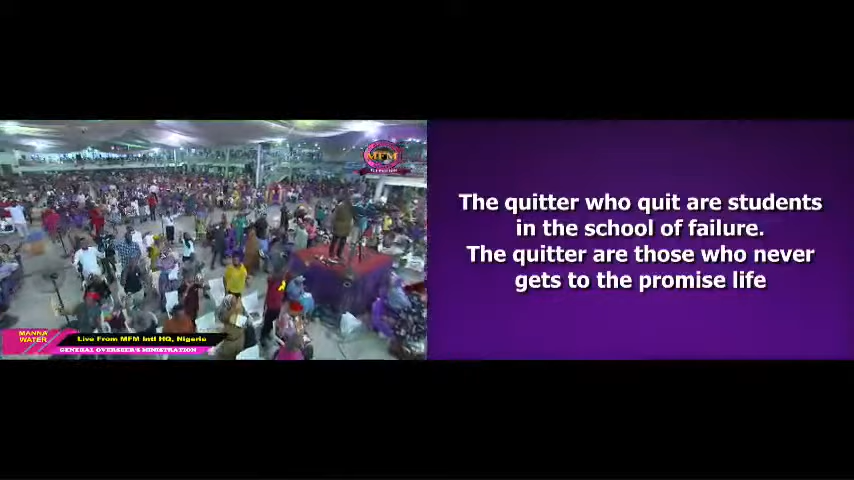 MFM
MANNA
WATER
Live From MFM Intl HQ, Nigeria
GENERAL OVERSEER'S MINISTRATION
The quitter who quit are students
in the school of failure.
The quitter are those who never
gets to the promise life